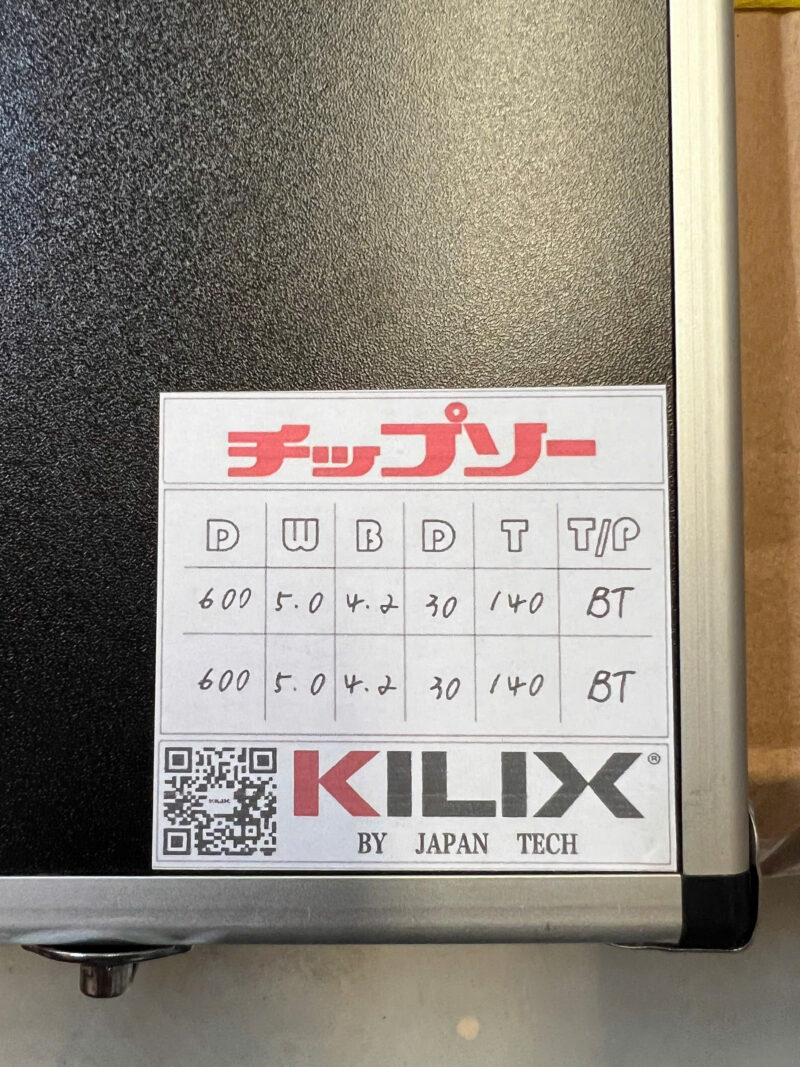 チップソー
D W B D T T/P
600 5.0 4.2 30 140 BT
600 5.0 4.2 30 140 BT
KILIX®
BY JAPAN TECH
KILIX